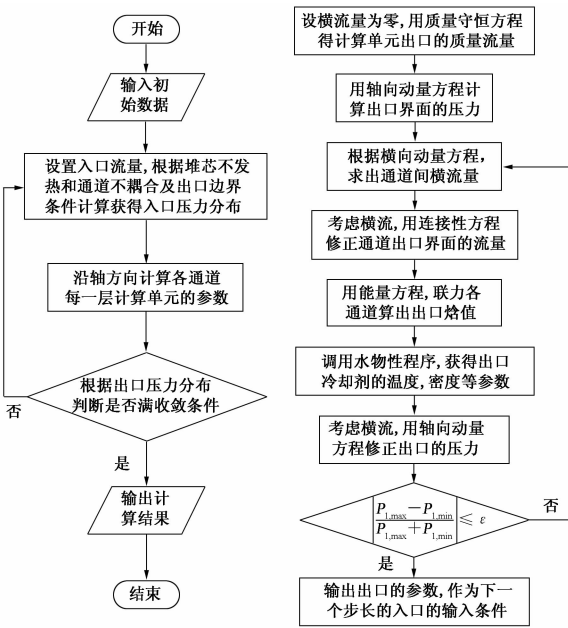 开始
输入初
始数据
设置入口流量,根据堆芯不发
热和通道不耦合及出口边界
条件计算获得入口压力分布
沿轴方向计算各通道
每一层计算单元的参数
根据出口压力分布
判断是否满收敛条件
否
是
输出计
算结果
结束
设横流量为零,用质量守恒方程
得计算单元出口的质量流量
用轴向动量方程计
算出口界面的压力
根据横向动量方程,
求出通道间横流量
考虑横流,用连接性方程
修正通道出口界面的流量
用能量方程,联力各
通道算出出口焓值
调用水物性程序,获得出口
冷却剂的温度,密度等参数
考虑横流,用轴向动量
方程修正出口的压力
|(P1,max−P1,min)/(P1,max+P1,min)|≤ ε
否
是
输出出口的参数,作为下一
个步长的入口的输入条件